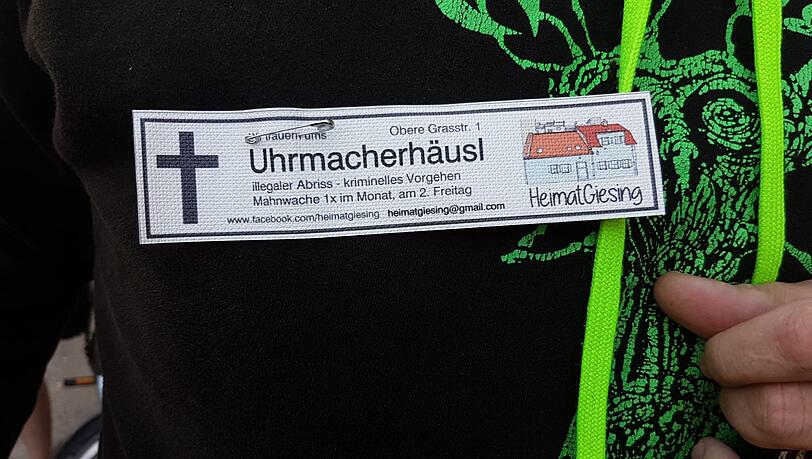 trauern ums
Obere Grasstr. 1
Uhrmacherhäusl
illegaler Abriss - kriminelles Vorgehen
Mahnwache 1x im Monat, am 2. Freitag
www.facebook.com/heimatgiesing heimatgiesing@gmail.com
HeimatGiesing